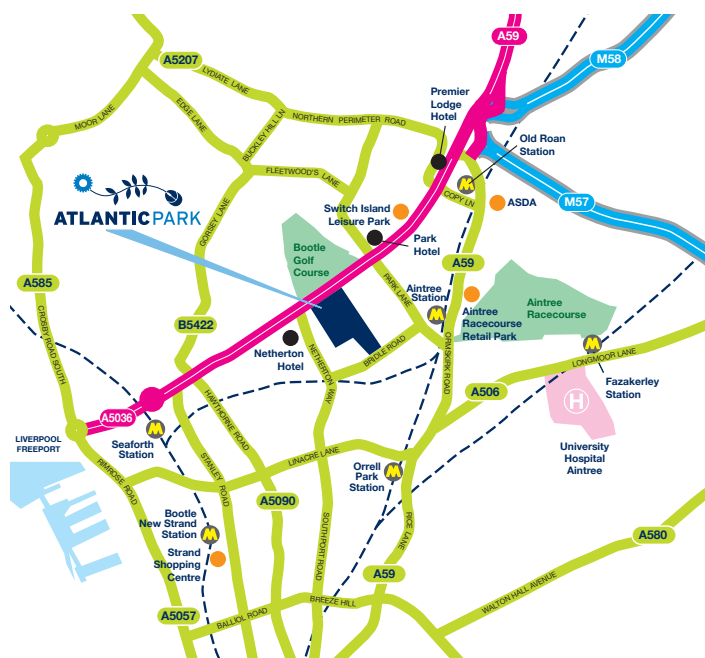 A59
M58
A5207
LYDIATE LANE
MOOR LANE
EDGE LANE
BUCKLEY HILL LN
NORTHERN PERIMETER ROAD
Premier
Lodge
Hotel
Old Roan
Station
FLEETWOOD'S LANE
COPY LN
M57
ASDA
ATLANTICPARK
Switch Island
Leisure Park
Park
Hotel
GORSEY LANE
Bootle
Golf
Course
A59
A585
PARK LANE
Aintree
Station
Aintree
Racecourse
Retail Park
Aintree
Racecourse
CROSBY ROAD SOUTH
B5422
Netherton
Hotel
NETHERTON WAY
BRIDLE ROAD
ORMSKIRK ROAD
LONGMOOR LANE
Fazakerley
Station
A506
H
University
Hospital
Aintree
A5036
LIVERPOOL
FREEPORT
Seaforth
Station
HAWTHORNE ROAD
RIMROSE ROAD
STANLEY ROAD
LINACRE LANE
Orrell
Park
Station
A5090
Bootle
New Strand
Station
Strand
Shopping
Centre
SOUTHPORT ROAD
RICE LANE
A580
A59
WALTON HALL AVENUE
A5057
BALLIOL ROAD
BREEZE HILL